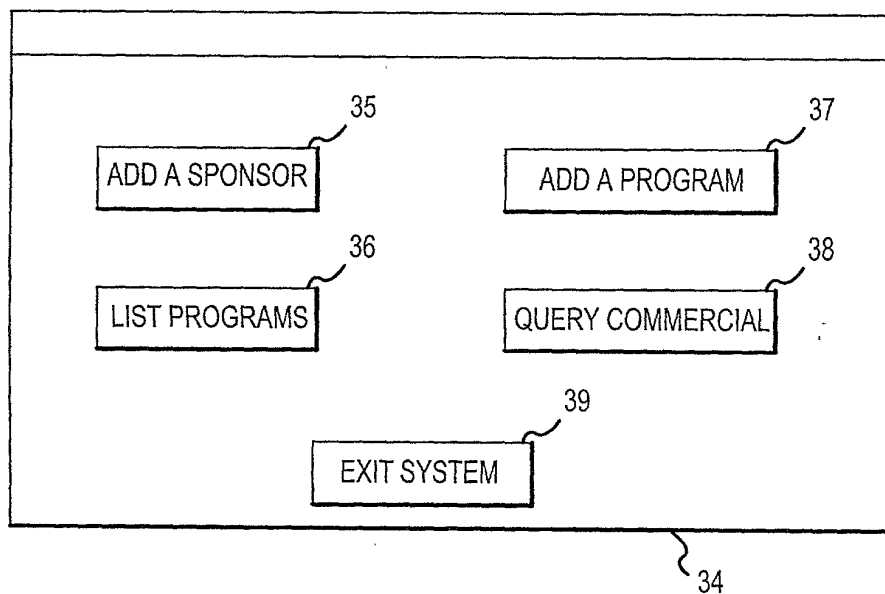 35
37
ADD A SPONSOR
ADD A PROGRAM
36
38
LIST PROGRAMS
QUERY COMMERCIAL
39
EXIT SYSTEM
34